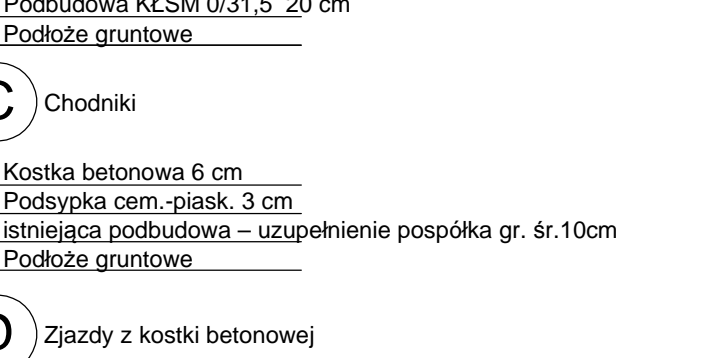 Podbudowa KŁSM 0/31,5 20 cm
Podłoże gruntowe
C Chodniki
Kostka betonowa 6 cm
Podsypka cem.-piask. 3 cm
istniejąca podbudowa – uzupełnienie pospółka gr. śr.10cm
Podłoże gruntowe
D Zjazdy z kostki betonowej